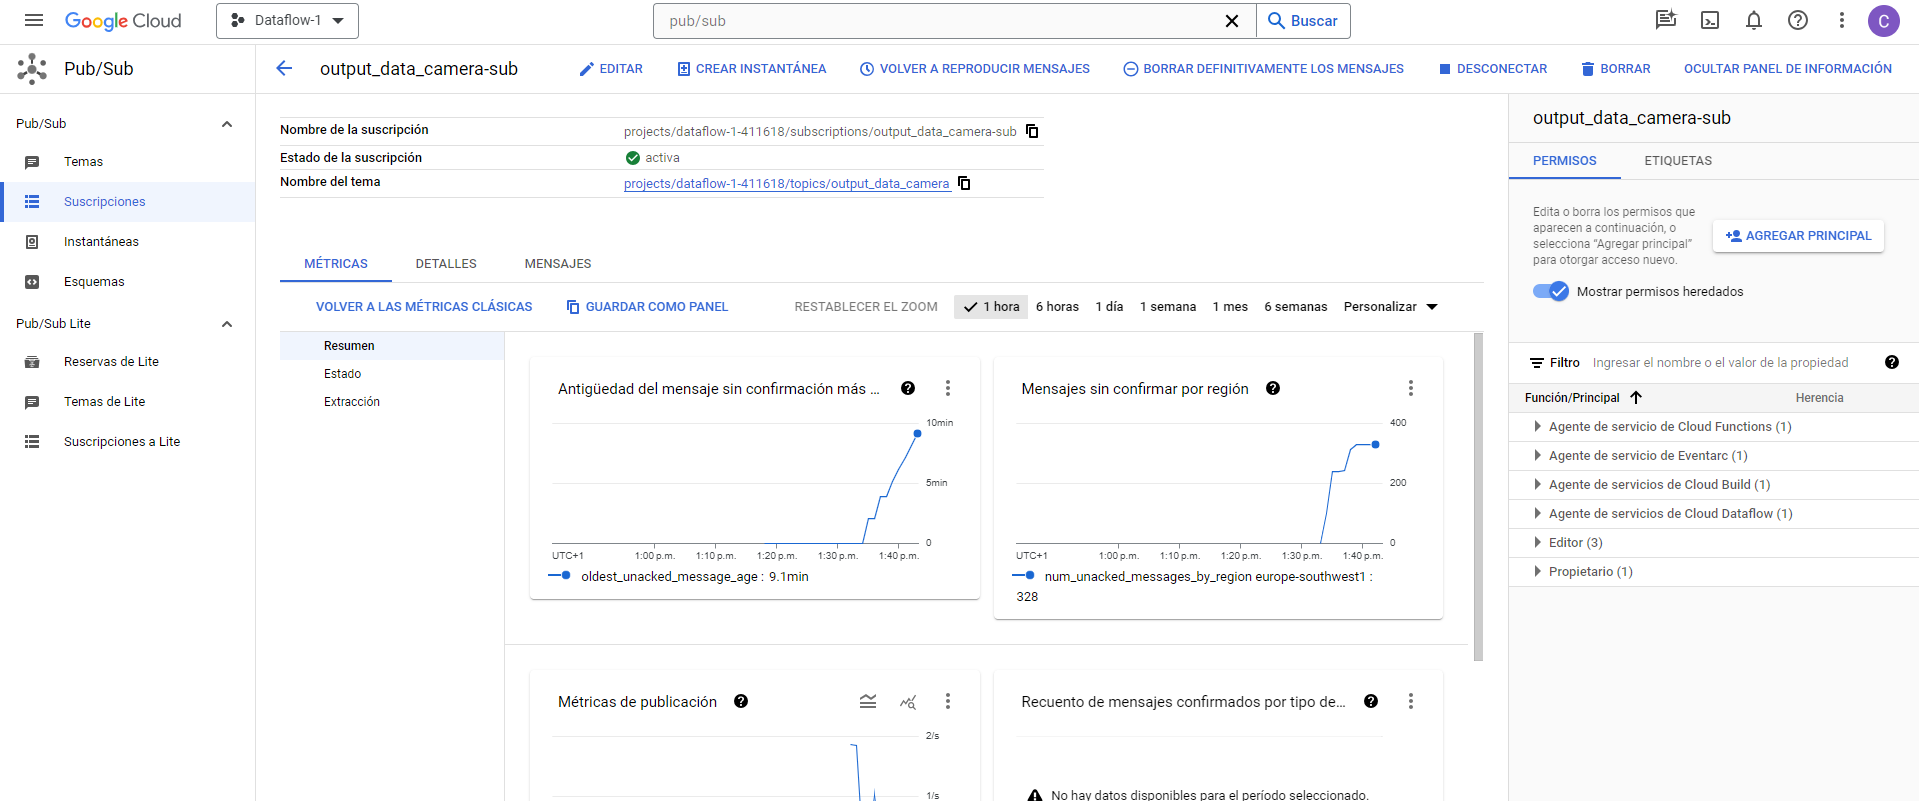 Google Cloud
Dataflow-1
pub/sub
Buscar
C
Pub/Sub
output_data_camera-sub
EDITAR
CREAR INSTANTÁNEA
VOLVER A REPRODUCIR MENSAJES
BORRAR DEFINITIVAMENTE LOS MENSAJES
DESCONECTAR
BORRAR
OCULTAR PANEL DE INFORMACIÓN
Pub/Sub
Temas
Suscripciones
Instantáneas
Esquemas
Pub/Sub Lite
Reservas de Lite
Temas de Lite
Suscripciones a Lite
Nombre de la suscripción
projects/dataflow-1-411618/subscriptions/output_data_camera-sub
Estado de la suscripción
activa
Nombre del tema
projects/dataflow-1-411618/topics/output_data_camera
MÉTRICAS
DETALLES
MENSAJES
VOLVER A LAS MÉTRICAS CLÁSICAS
GUARDAR COMO PANEL
RESTABLECER EL ZOOM
1 hora
6 horas
1 día
1 semana
1 mes
6 semanas
Personalizar
Resumen
Estado
Extracción
Antigüedad del mensaje sin confirmación más ...
10min
5min
0
UTC+1
1:00 p.m.
1:10 p.m.
1:20 p.m.
1:30 p.m.
1:40 p.m.
oldest_unacked_message_age : 9.1min
Mensajes sin confirmar por región
400
200
0
UTC+1
1:00 p.m.
1:10 p.m.
1:20 p.m.
1:30 p.m.
1:40 p.m.
num_unacked_messages_by_region europe-southwest1 :
328
Métricas de publicación
2/s
1/s
Recuento de mensajes confirmados por tipo de...
No hay datos disponibles para el período seleccionado.
output_data_camera-sub
PERMISOS
ETIQUETAS
Edita o borra los permisos que
aparecen a continuación, o
selecciona “Agregar principal”
para otorgar acceso nuevo.
AGREGAR PRINCIPAL
Mostrar permisos heredados
Filtro
Ingresar el nombre o el valor de la propiedad
Función/Principal
Herencia
Agente de servicio de Cloud Functions (1)
Agente de servicio de Eventarc (1)
Agente de servicios de Cloud Build (1)
Agente de servicios de Cloud Dataflow (1)
Editor (3)
Propietario (1)